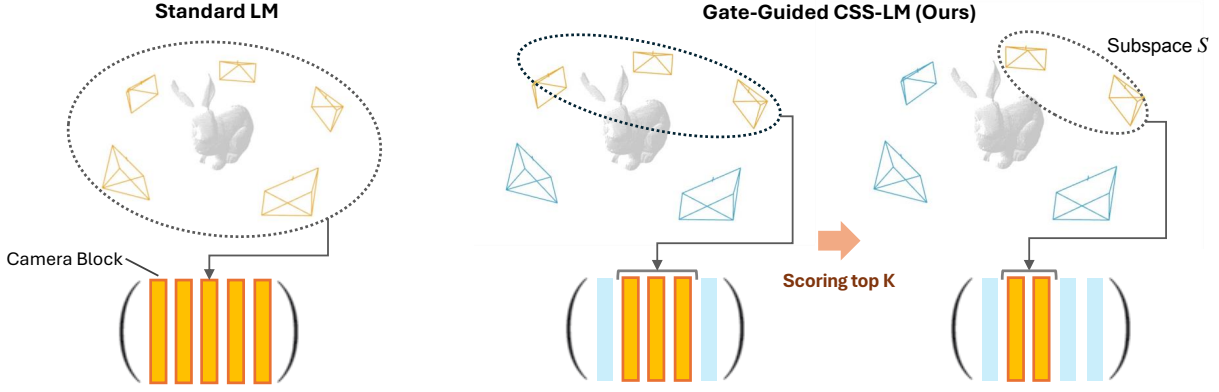 Standard LM
Gate-Guided CSS-LM (Ours)
Subspace S
Camera Block
Scoring top K